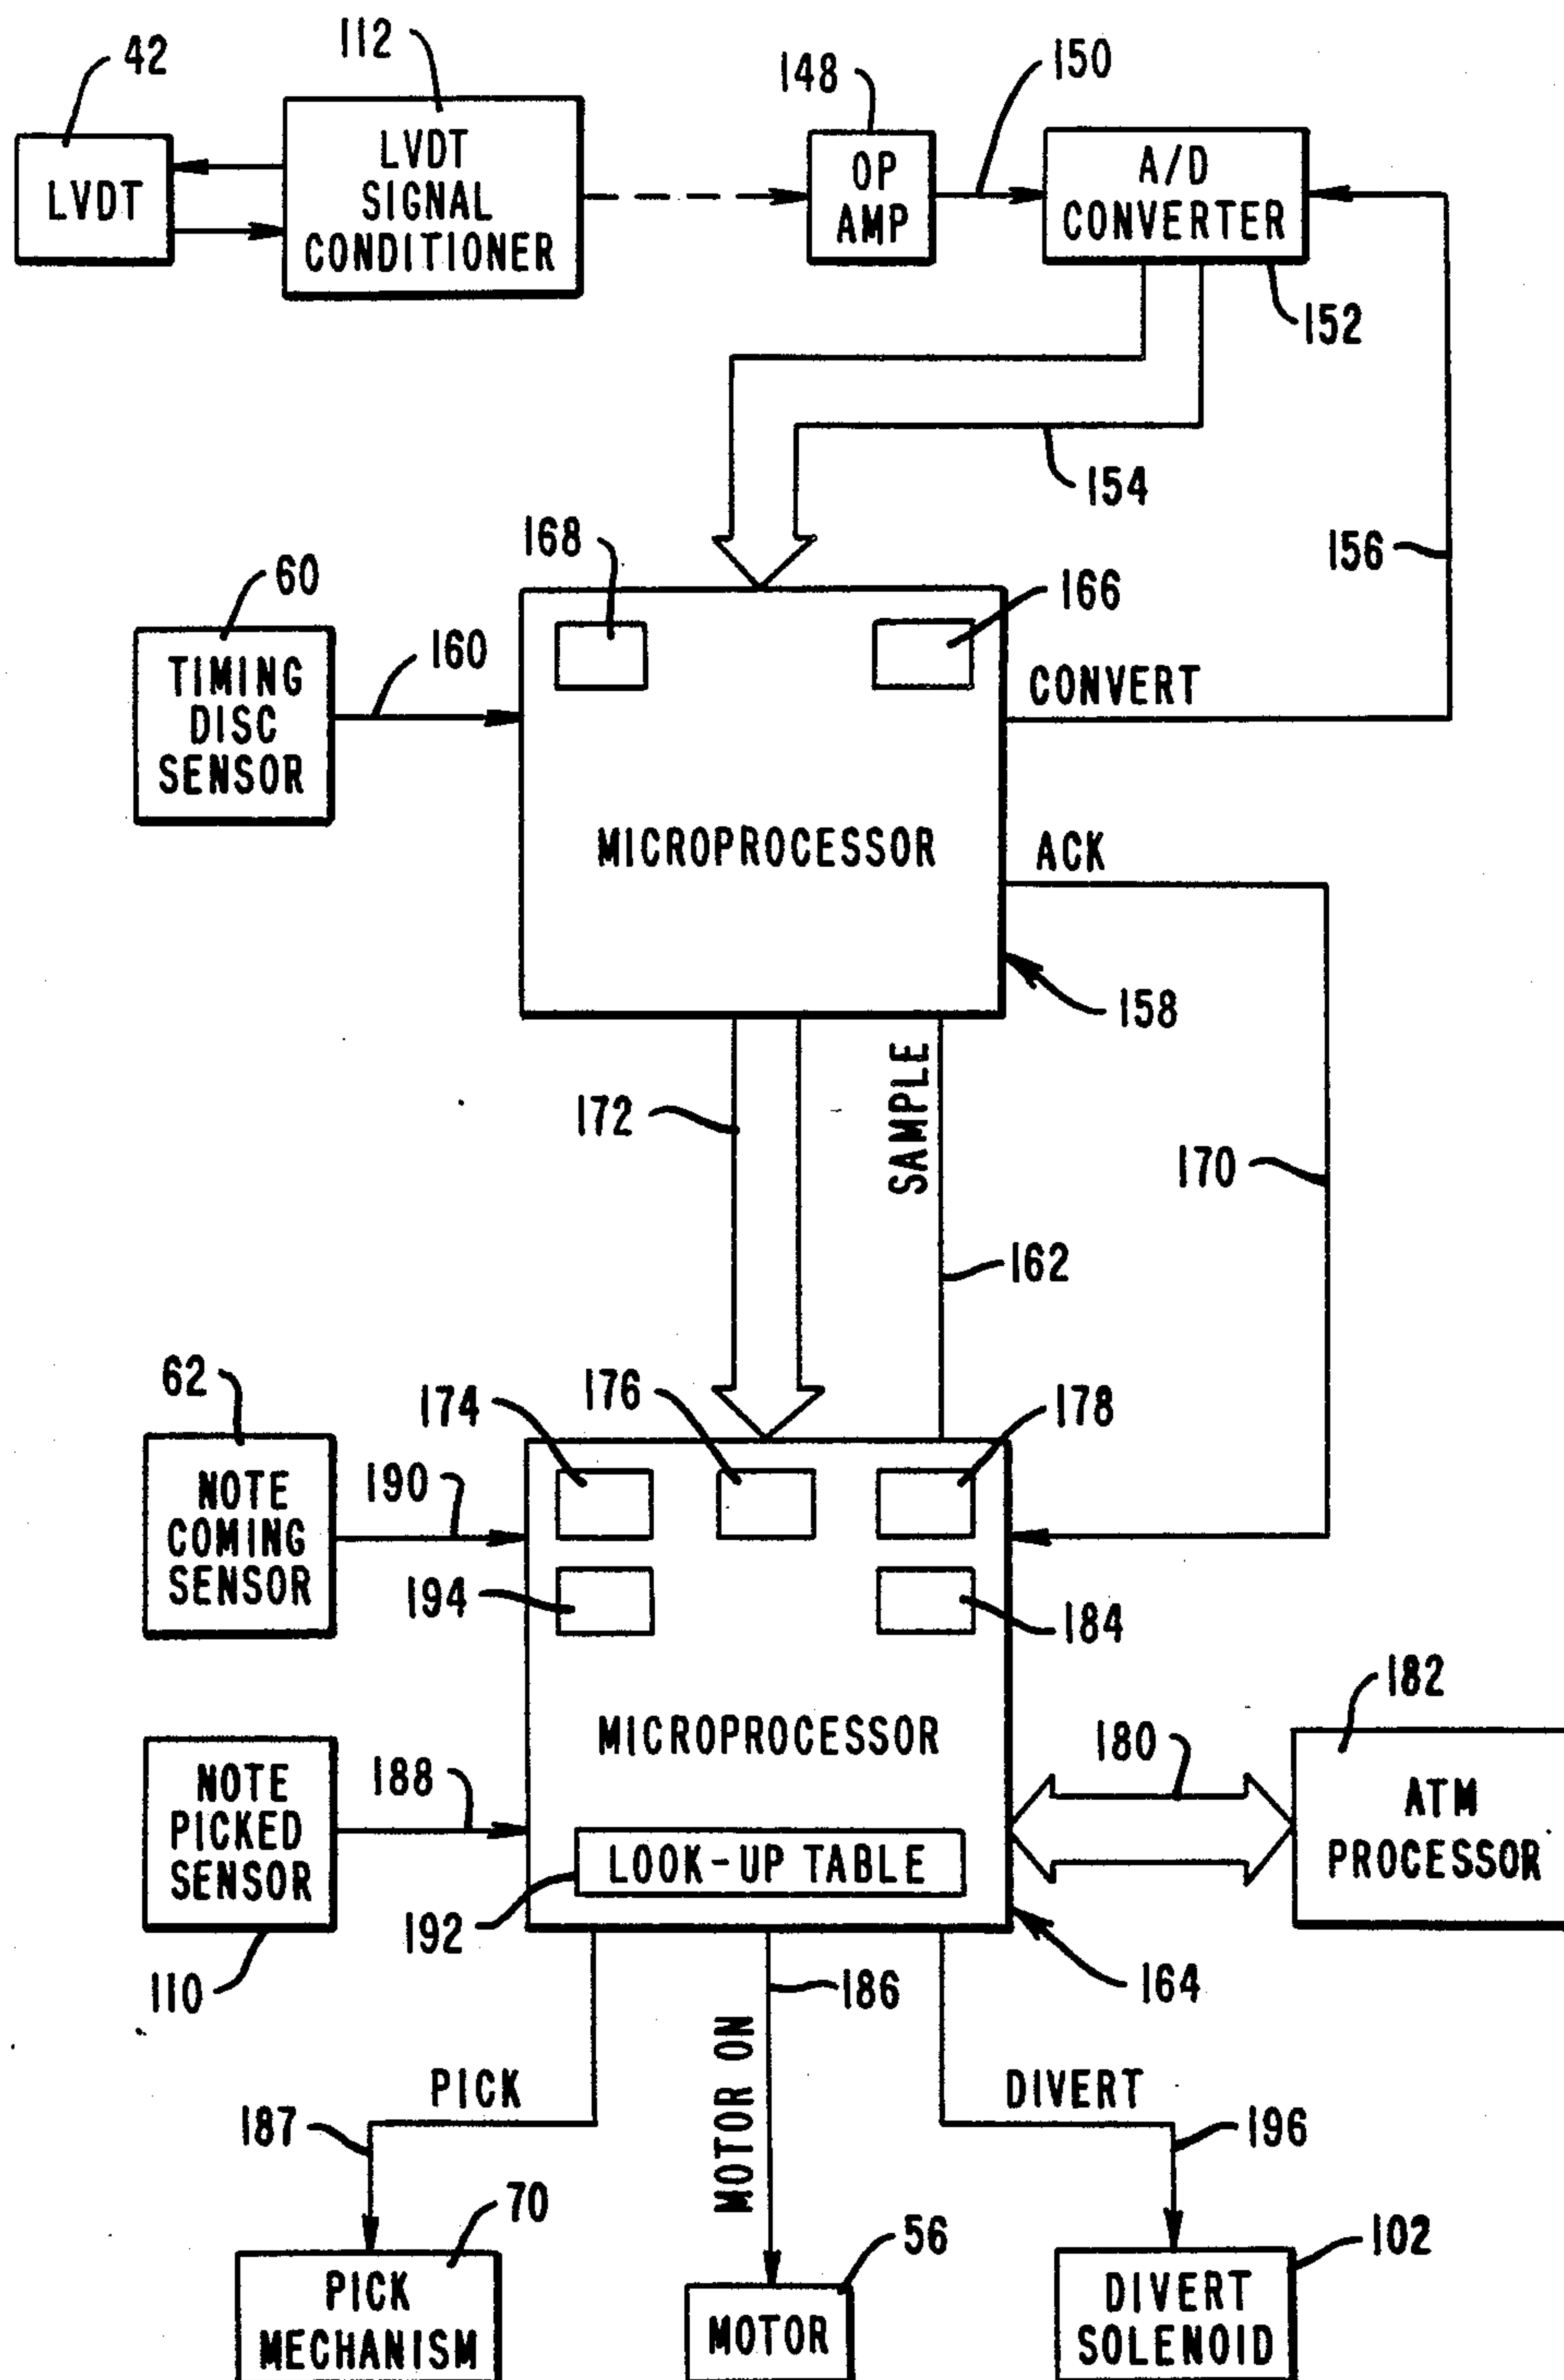 42
112
148
150
LVDT
LVDT
SIGNAL
CONDITIONER
OP
AMP
A/D
CONVERTER
152
154
156
168
166
60
160
TIMING
DISC
SENSOR
CONVERT
MICROPROCESSOR
ACK
158
172
SAMPLE
170
162
62
174
176
178
190
NOTE
COMING
SENSOR
194
184
182
MICROPROCESSOR
180
188
NOTE
PICKED
SENSOR
ATM
PROCESSOR
LOOK-UP TABLE
192
110
186
164
PICK
MOTOR ON
DIVERT
187
196
70
56
102
PICK
MECHANISM
MOTOR
DIVERT
SOLENOID